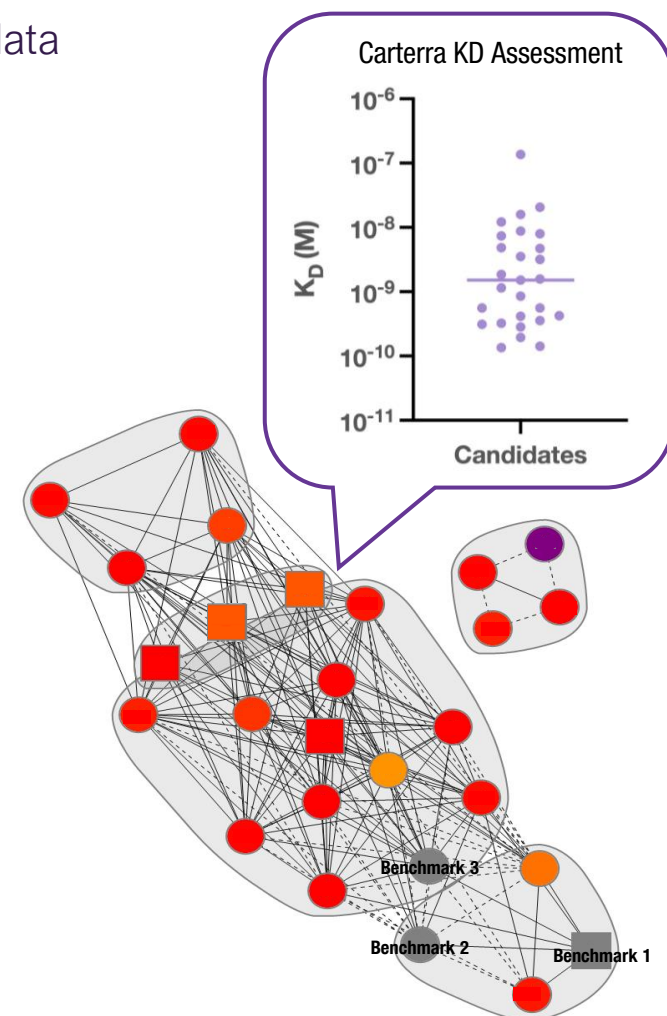 Carterra KD Assessment
10⁻⁶
10⁻⁷
10⁻⁸
10⁻⁹
10⁻¹⁰
10⁻¹¹
K_D (M)
Candidates
Benchmark 3
Benchmark 2
Benchmark 1